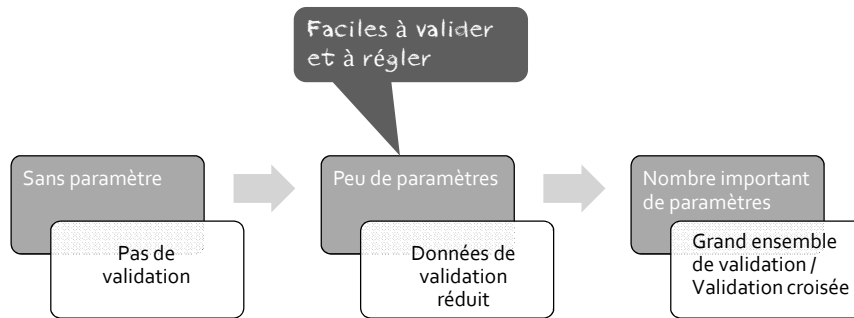 Faciles à valider
et à régler
Sans paramètre
Pas de
validation
Peu de paramètres
Données de
validation
réduit
Nombre important
de paramètres
Grand ensemble
de validation /
Validation croisée